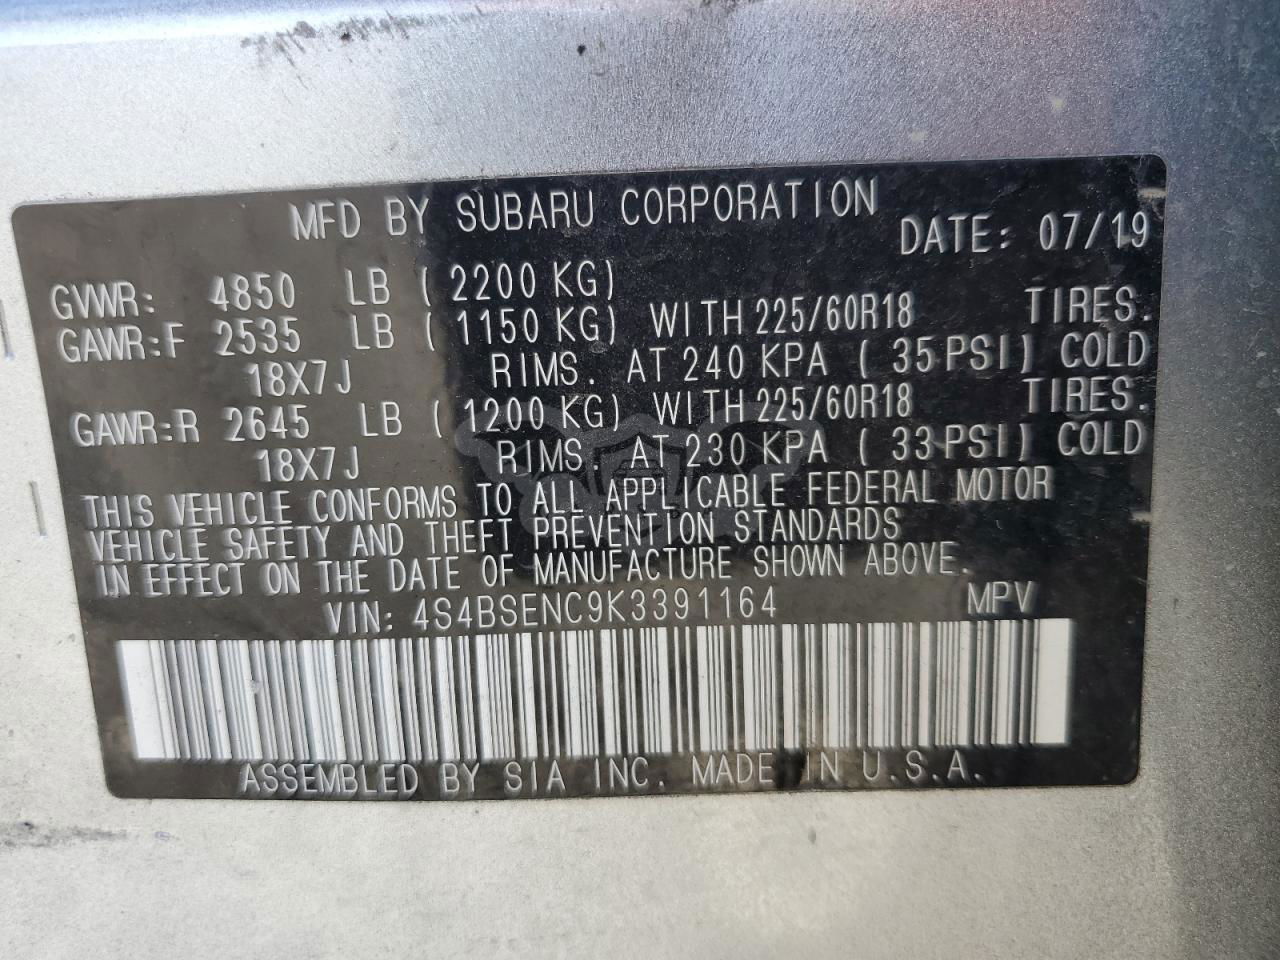 MFD BY SUBARU CORPORATION
DATE: 07/19
GVWR: 4850 LB ( 2200 KG)
GAWR:F 2535 LB ( 1150 KG) WITH 225/60R18 TIRES.
18X7J RIMS. AT 240 KPA ( 35 PSI) COLD
GAWR:R 2645 LB ( 1200 KG) WITH 225/60R18 TIRES.
18X7J RIMS. AT 230 KPA ( 33 PSI) COLD
THIS VEHICLE CONFORMS TO ALL APPLICABLE FEDERAL MOTOR
VEHICLE SAFETY AND THEFT PREVENTION STANDARDS
IN EFFECT ON THE DATE OF MANUFACTURE SHOWN ABOVE.
VIN: 4S4BSENC9K3391164 MPV
ASSEMBLED BY SIA INC. MADE IN U.S.A.